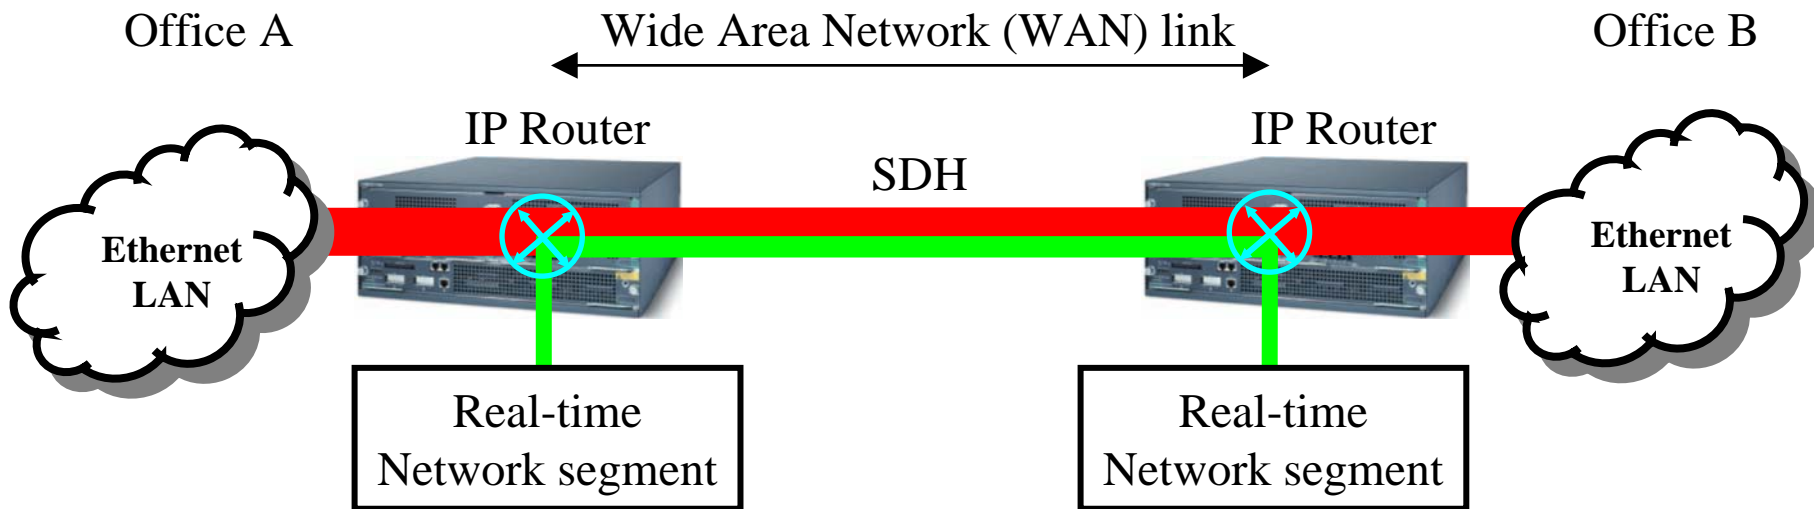 Office A
Wide Area Network (WAN) link
Office B
IP Router
IP Router
SDH
Ethernet
LAN
Ethernet
LAN
Real-time
Network segment
Real-time
Network segment